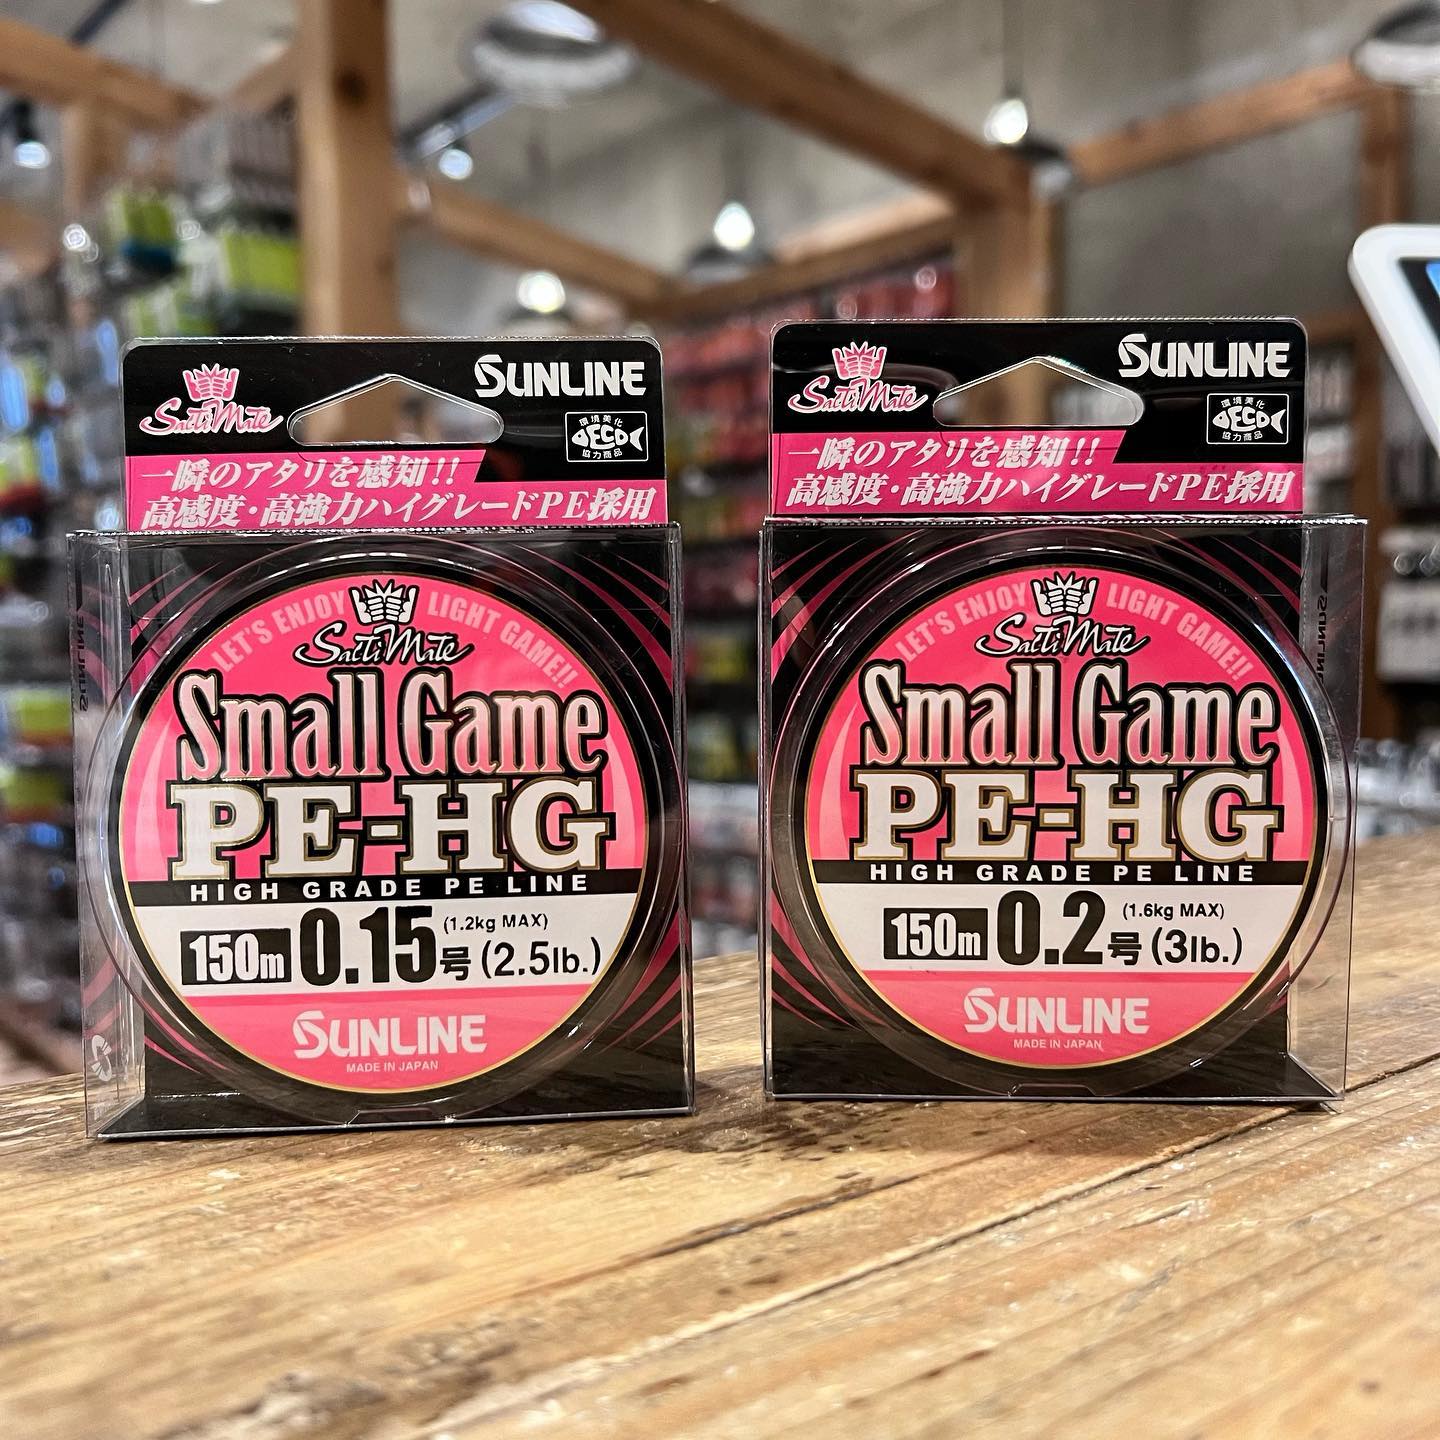 SaltiMate
SUNLINE
環境美化
ECO
協力商品
一瞬のアタリを感知!!
高感度・高強力ハイグレードPE採用
LET'S ENJOY LIGHT GAME!!
SaltiMate
Small Game
PE-HG
HIGH GRADE PE LINE
150m 0.15号 (1.2kg MAX) (2.5lb.)
SUNLINE
MADE IN JAPAN
SUNLINE
SaltiMate
SUNLINE
環境美化
ECO
協力商品
一瞬のアタリを感知!!
高感度・高強力ハイグレードPE採用
LET'S ENJOY LIGHT GAME!!
SaltiMate
Small Game
PE-HG
HIGH GRADE PE LINE
150m 0.2号 (1.6kg MAX) (3lb.)
SUNLINE
MADE IN JAPAN
SUNLINE